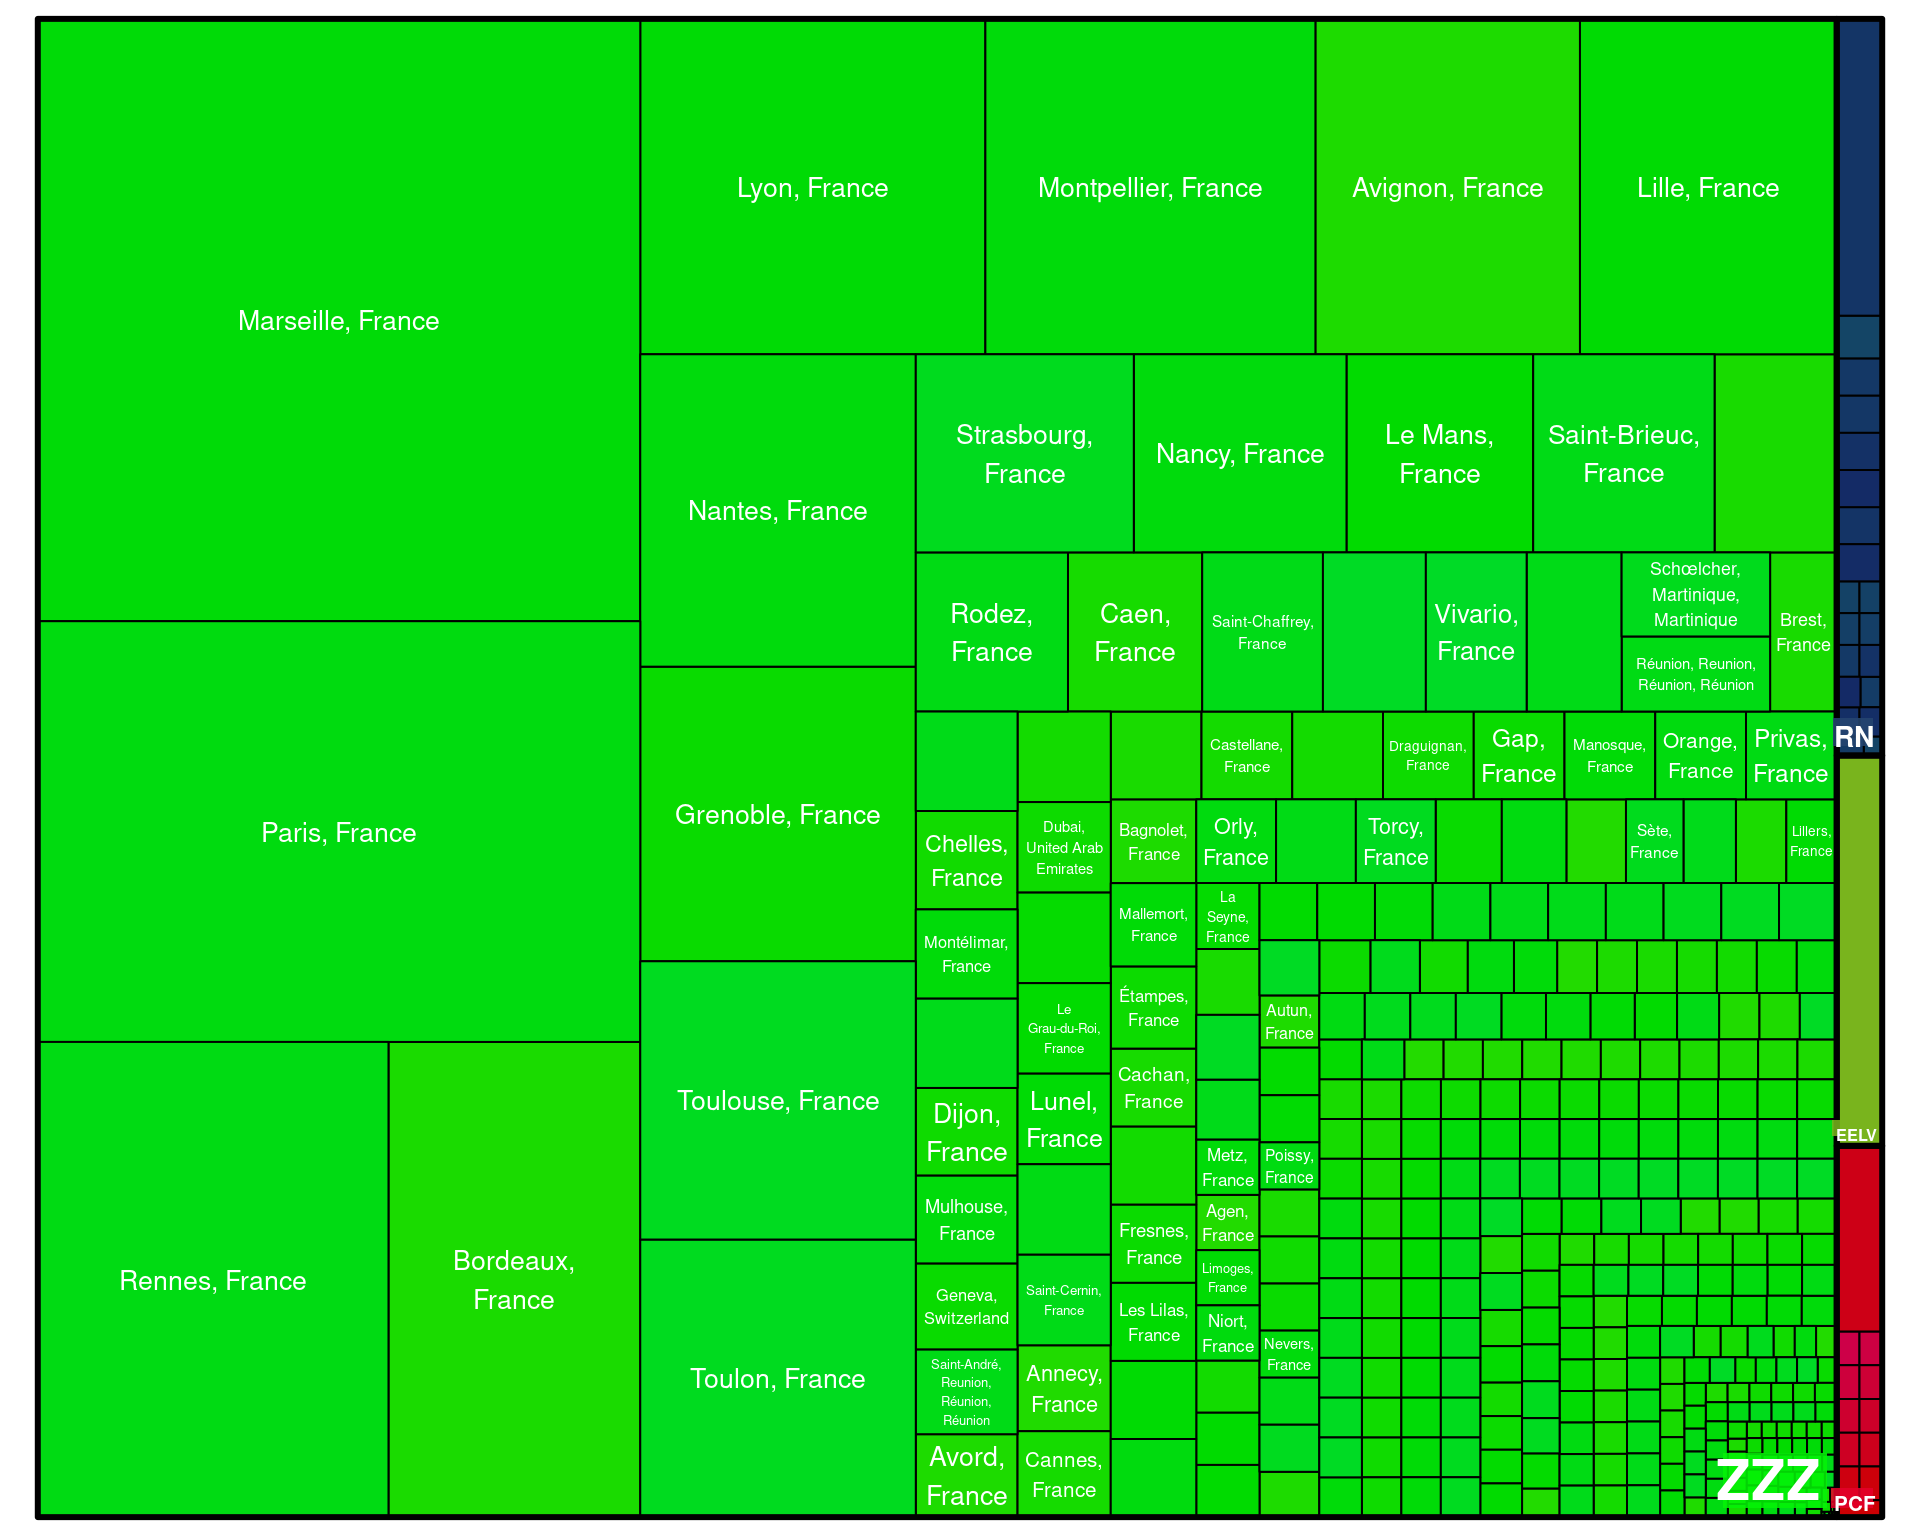 Marseille, France
Lyon, France
Montpellier, France
Avignon, France
Lille, France
Paris, France
Rennes, France
Bordeaux,
France
Nantes, France
Grenoble, France
Toulouse, France
Toulon, France
Strasbourg,
France
Nancy, France
Le Mans,
France
Saint-Brieuc,
France
Rodez,
France
Caen,
France
Saint-Chaffrey,
France
Vivario,
France
Schœlcher,
Martinique,
Martinique
Réunion, Reunion,
Réunion, Réunion
Brest,
France
Chelles,
France
Montélimar,
France
Dijon,
France
Mulhouse,
France
Geneva,
Switzerland
Saint-André,
Reunion,
Réunion,
Réunion
Avord,
France
Dubai,
United Arab
Emirates
Le
Grau-du-Roi,
France
Lunel,
France
Saint-Cernin,
France
Annecy,
France
Cannes,
France
Castellane,
France
Draguignan,
France
Gap,
France
Manosque,
France
Orange,
France
Privas,
France
Bagnolet,
France
Mallemort,
France
Étampes,
France
Cachan,
France
Fresnes,
France
Les Lilas,
France
Orly,
France
Torcy,
France
Sète,
France
Lillers,
France
La
Seyne,
France
Metz,
France
Agen,
France
Limoges,
France
Niort,
France
Autun,
France
Poissy,
France
Nevers,
France
ZZZ
RN
EELV
PCF